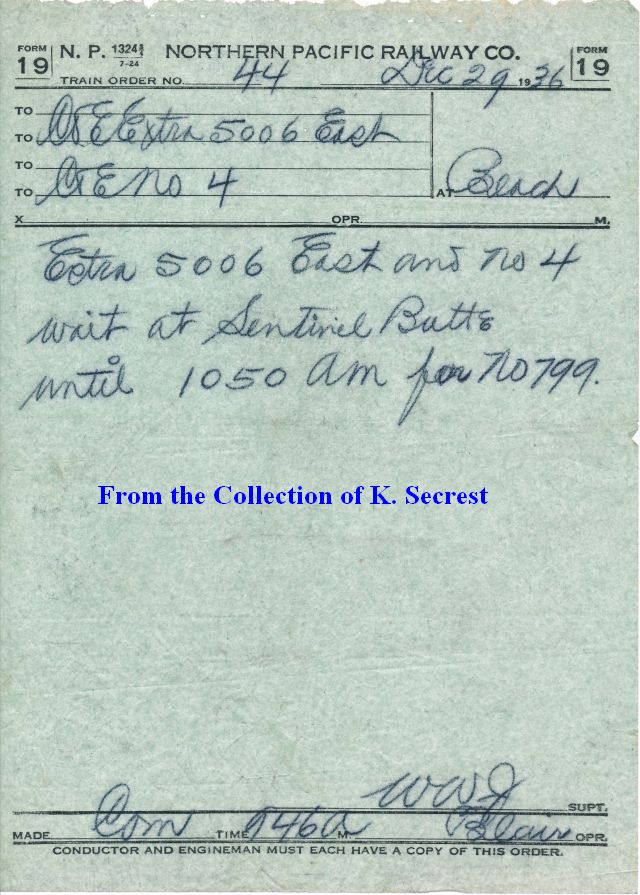 FORM 19 N. P. 1324 3/4 7-24 NORTHERN PACIFIC RAILWAY CO. FORM 19
TRAIN ORDER NO. 44 Dec 29 1936
TO
TO C&E Extra 5006 East
TO
TO C&E No 4 AT Beach
X OPR. M.
Extra 5006 East and No 4
wait at Sentinel Butte
until 1050 am for No 799.
From the Collection of K. Secrest
WWJ SUPT.
MADE Com TIME 946a M Blair OPR.
CONDUCTOR AND ENGINEMAN MUST EACH HAVE A COPY OF THIS ORDER.